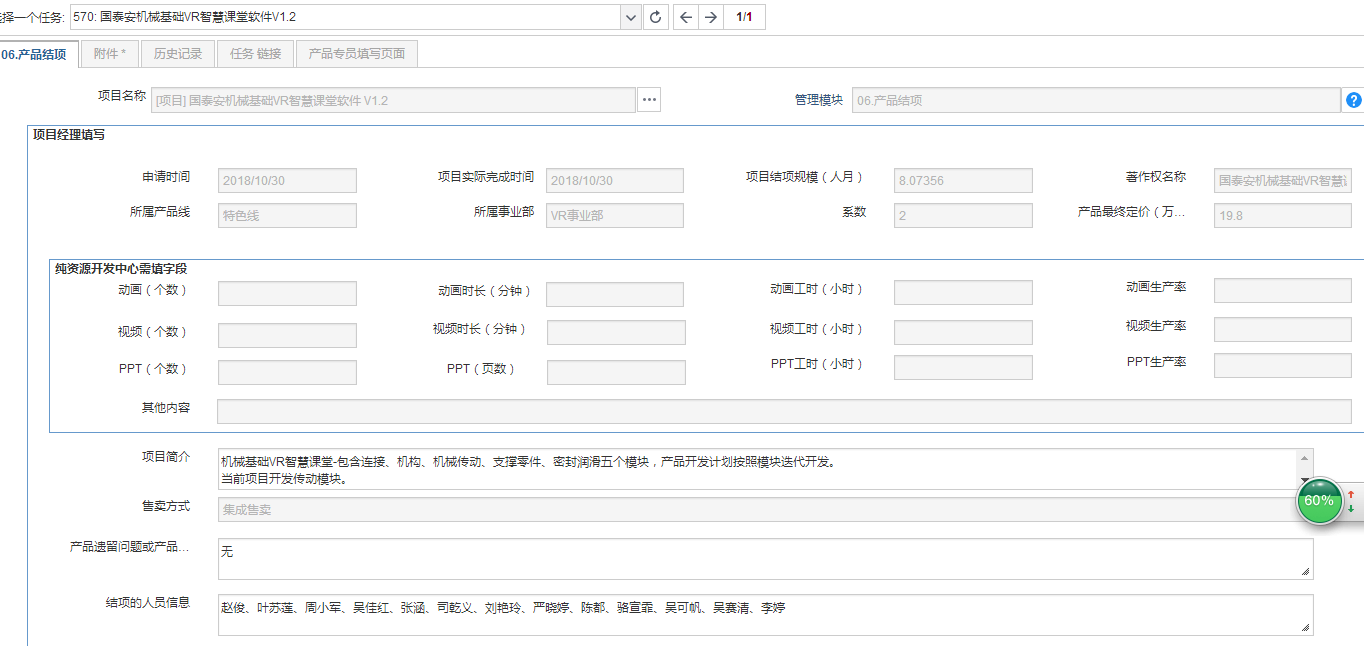 选择一个任务: 570: 国泰安机械基础VR智慧课堂软件V1.2 1/1
06.产品结项 附件 * 历史记录 任务 链接 产品专员填写页面
项目名称 [项目] 国泰安机械基础VR智慧课堂软件 V1.2 ... 管理模块 06.产品结项 ?
项目经理填写
申请时间 2018/10/30 项目实际完成时间 2018/10/30 项目结项规模（人月） 8.07356 著作权名称 国泰安机械基础VR智慧
所属产品线 特色线 所属事业部 VR事业部 系数 2 产品最终定价（万... 19.8
纯资源开发中心需填字段
动画（个数） 动画时长（分钟） 动画工时（小时） 动画生产率
视频（个数） 视频时长（分钟） 视频工时（小时） 视频生产率
PPT（个数） PPT（页数） PPT工时（小时） PPT生产率
其他内容
项目简介 机械基础VR智慧课堂-包含连接、机构、机械传动、支撑零件、密封润滑五个模块，产品开发计划按照模块迭代开发。
当前项目开发传动模块。
60%
售卖方式 集成售卖
产品遗留问题或产品... 无
结项的人员信息 赵俊、叶苏莲、周小军、吴佳红、张涵、司乾义、刘艳玲、严晓婷、陈都、骆宣霏、吴可帆、吴赛清、李婷